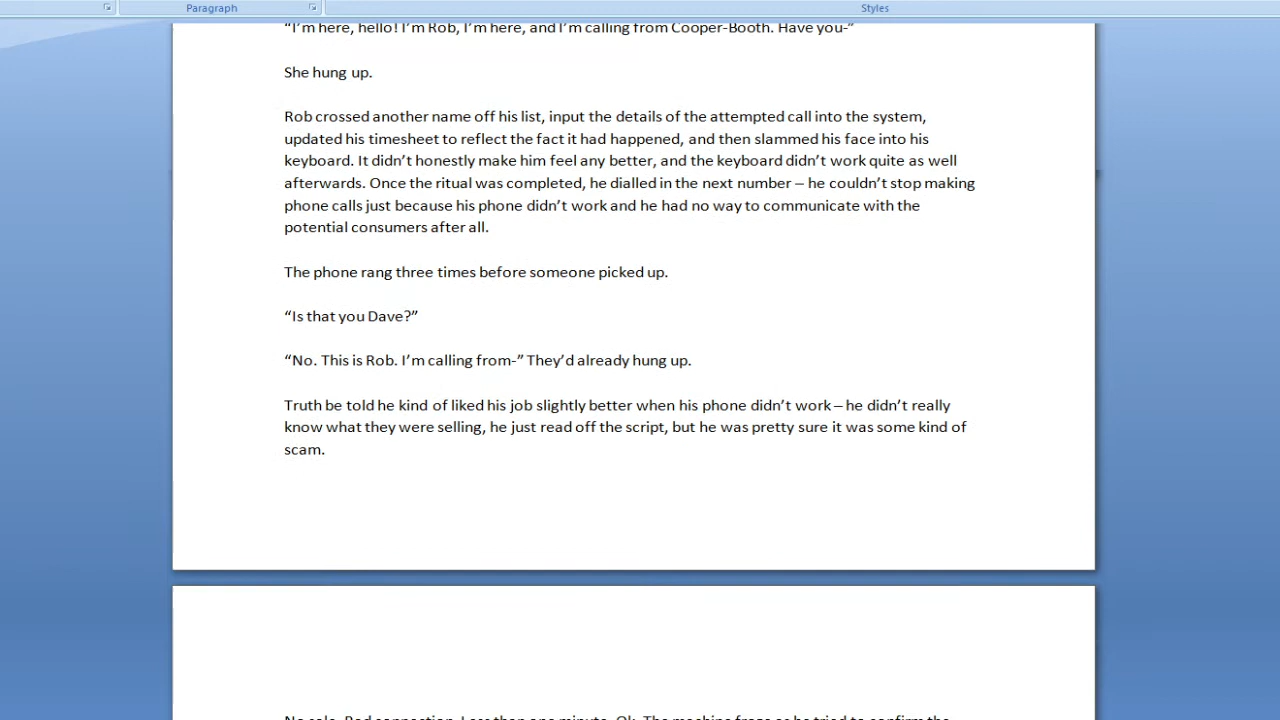 Paragraph
Styles
“I’m here, hello! I’m Rob, I’m here, and I’m calling from Cooper-Booth. Have you-”
She hung up.
Rob crossed another name off his list, input the details of the attempted call into the system,
updated his timesheet to reflect the fact it had happened, and then slammed his face into his
keyboard. It didn’t honestly make him feel any better, and the keyboard didn’t work quite as well
afterwards. Once the ritual was completed, he dialled in the next number – he couldn’t stop making
phone calls just because his phone didn’t work and he had no way to communicate with the
potential consumers after all.
The phone rang three times before someone picked up.
“Is that you Dave?”
“No. This is Rob. I’m calling from-” They’d already hung up.
Truth be told he kind of liked his job slightly better when his phone didn’t work – he didn’t really
know what they were selling, he just read off the script, but he was pretty sure it was some kind of
scam.
No sale. Bad connection. Less than one minute. Ok. The machine froze as he tried to confirm the